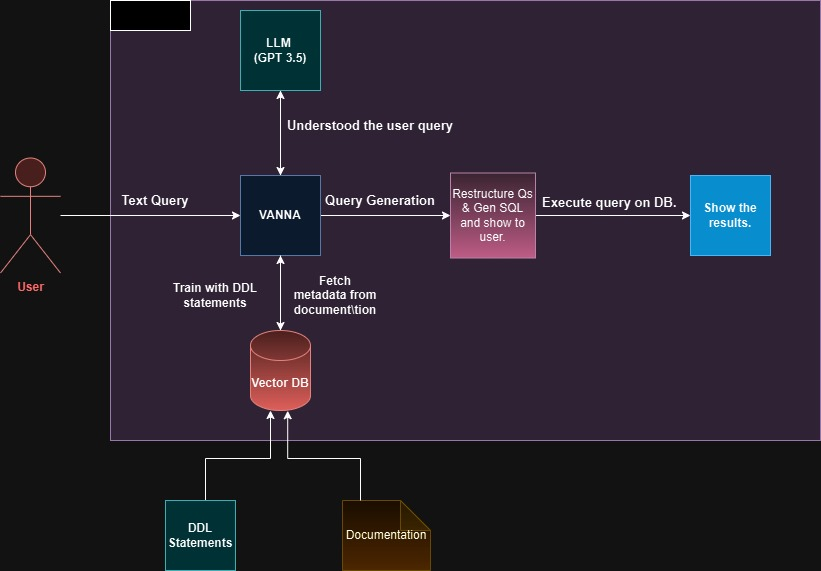 LLM
(GPT 3.5)
Understood the user query
Text Query
VANNA
Query Generation
Restructure Qs
& Gen SQL
and show to
user.
Execute query on DB.
Show the
results.
User
Train with DDL
statements
Fetch
metadata from
document\tion
Vector DB
DDL
Statements
Documentation